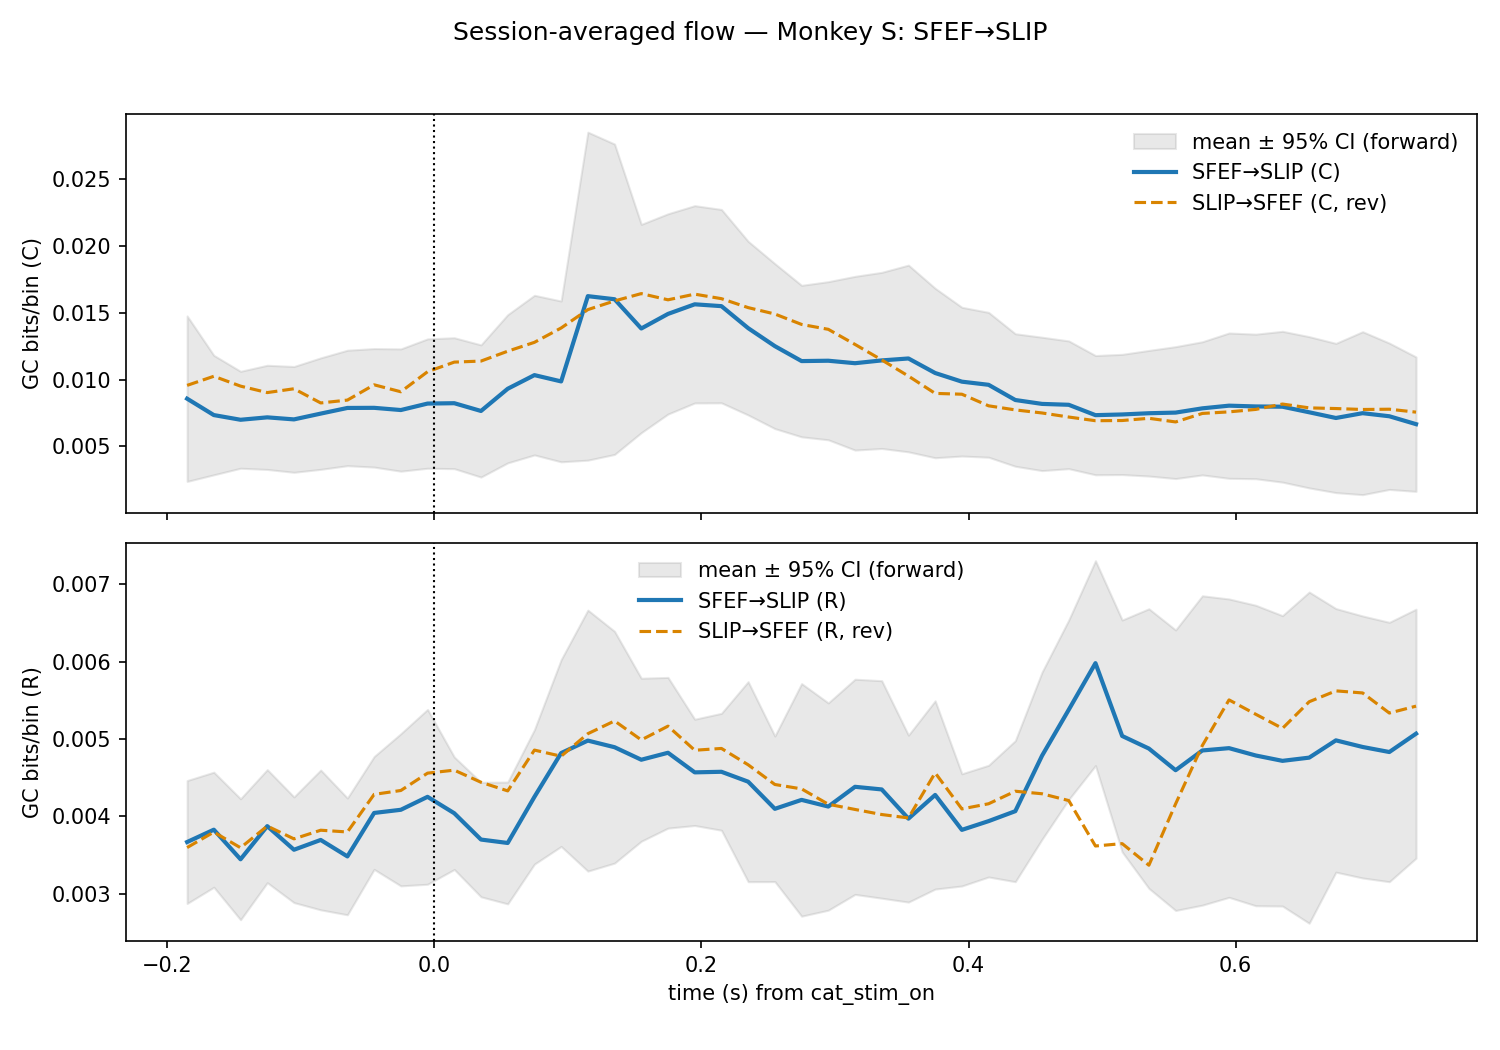 Session-averaged flow — Monkey S: SFEF→SLIP
GC bits/bin (C)
0.025
0.020
0.015
0.010
0.005
mean ± 95% CI (forward)
SFEF→SLIP (C)
SLIP→SFEF (C, rev)
GC bits/bin (R)
0.007
0.006
0.005
0.004
0.003
mean ± 95% CI (forward)
SFEF→SLIP (R)
SLIP→SFEF (R, rev)
−0.2 0.0 0.2 0.4 0.6
time (s) from cat_stim_on